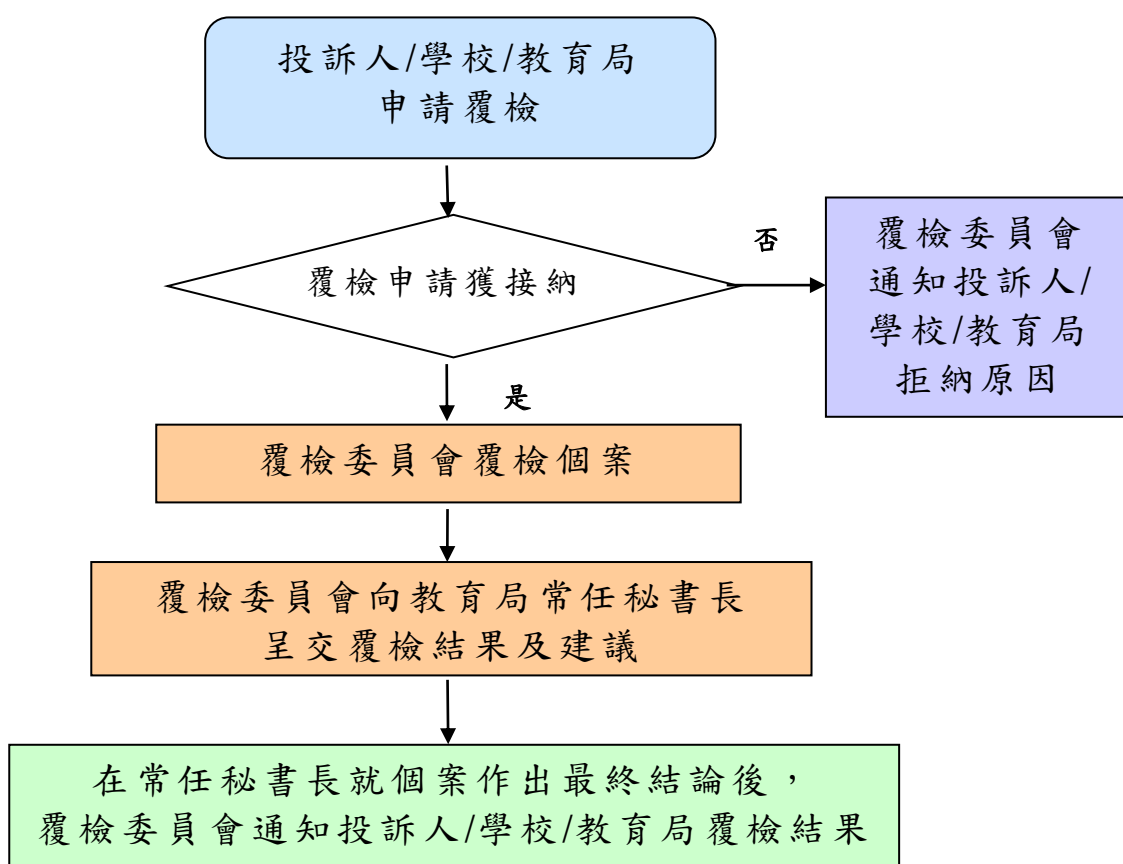 投訴人/學校/教育局
申請覆檢
覆檢申請獲接納
否
覆檢委員會
通知投訴人/
學校/教育局
拒納原因
是
覆檢委員會覆檢個案
覆檢委員會向教育局常任秘書長
呈交覆檢結果及建議
在常任秘書長就個案作出最終結論後，
覆檢委員會通知投訴人/學校/教育局覆檢結果